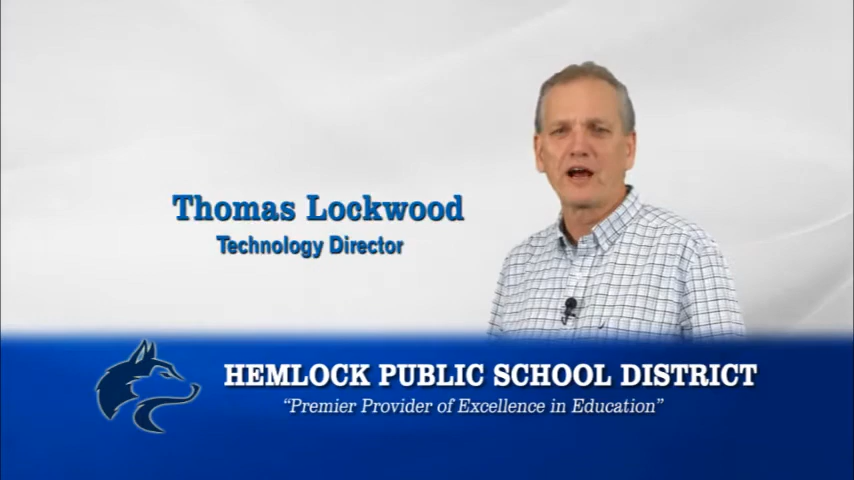 Thomas Lockwood
Technology Director
HEMLOCK PUBLIC SCHOOL DISTRICT
“Premier Provider of Excellence in Education”